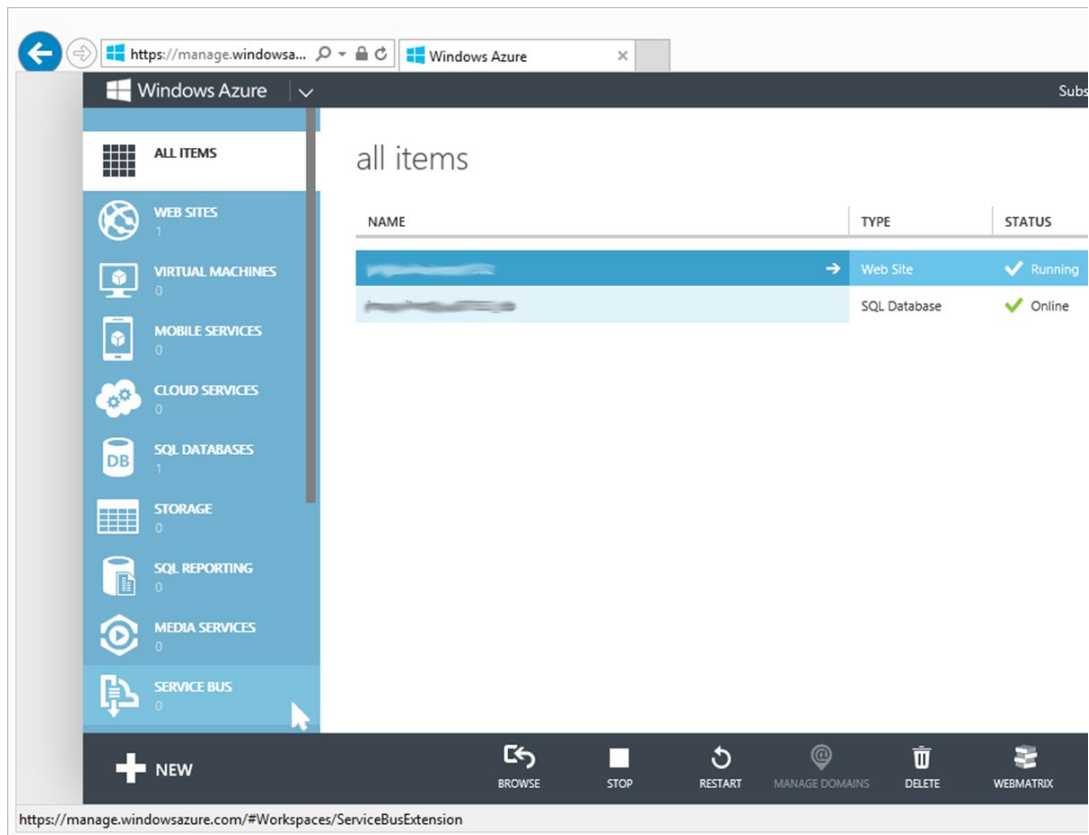 https://manage.windowsa...
Windows Azure
Windows Azure
Subs
ALL ITEMS
all items
WEB SITES
1
NAME TYPE STATUS
VIRTUAL MACHINES
0
Web Site Running
SQL Database Online
MOBILE SERVICES
0
CLOUD SERVICES
0
SQL DATABASES
1
DB
STORAGE
0
SQL REPORTING
0
MEDIA SERVICES
0
SERVICE BUS
0
NEW
BROWSE STOP RESTART MANAGE DOMAINS DELETE WEBMATRIX
https://manage.windowsazure.com/#Workspaces/ServiceBusExtension